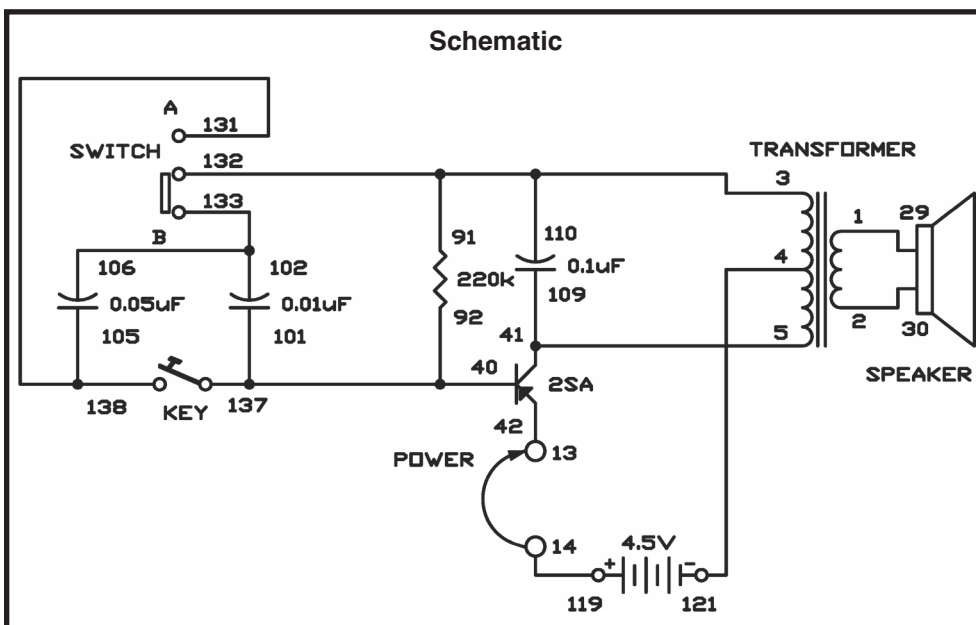 Schematic
A
131
SWITCH
132
133
B
106
102
0.05uF
0.01uF
105
101
138
KEY
137
91
220k
92
110
0.1uF
109
41
40
2SA
42
POWER
13
14
4.5V
+
-
119
121
TRANSFORMER
3
4
5
1
2
29
30
SPEAKER